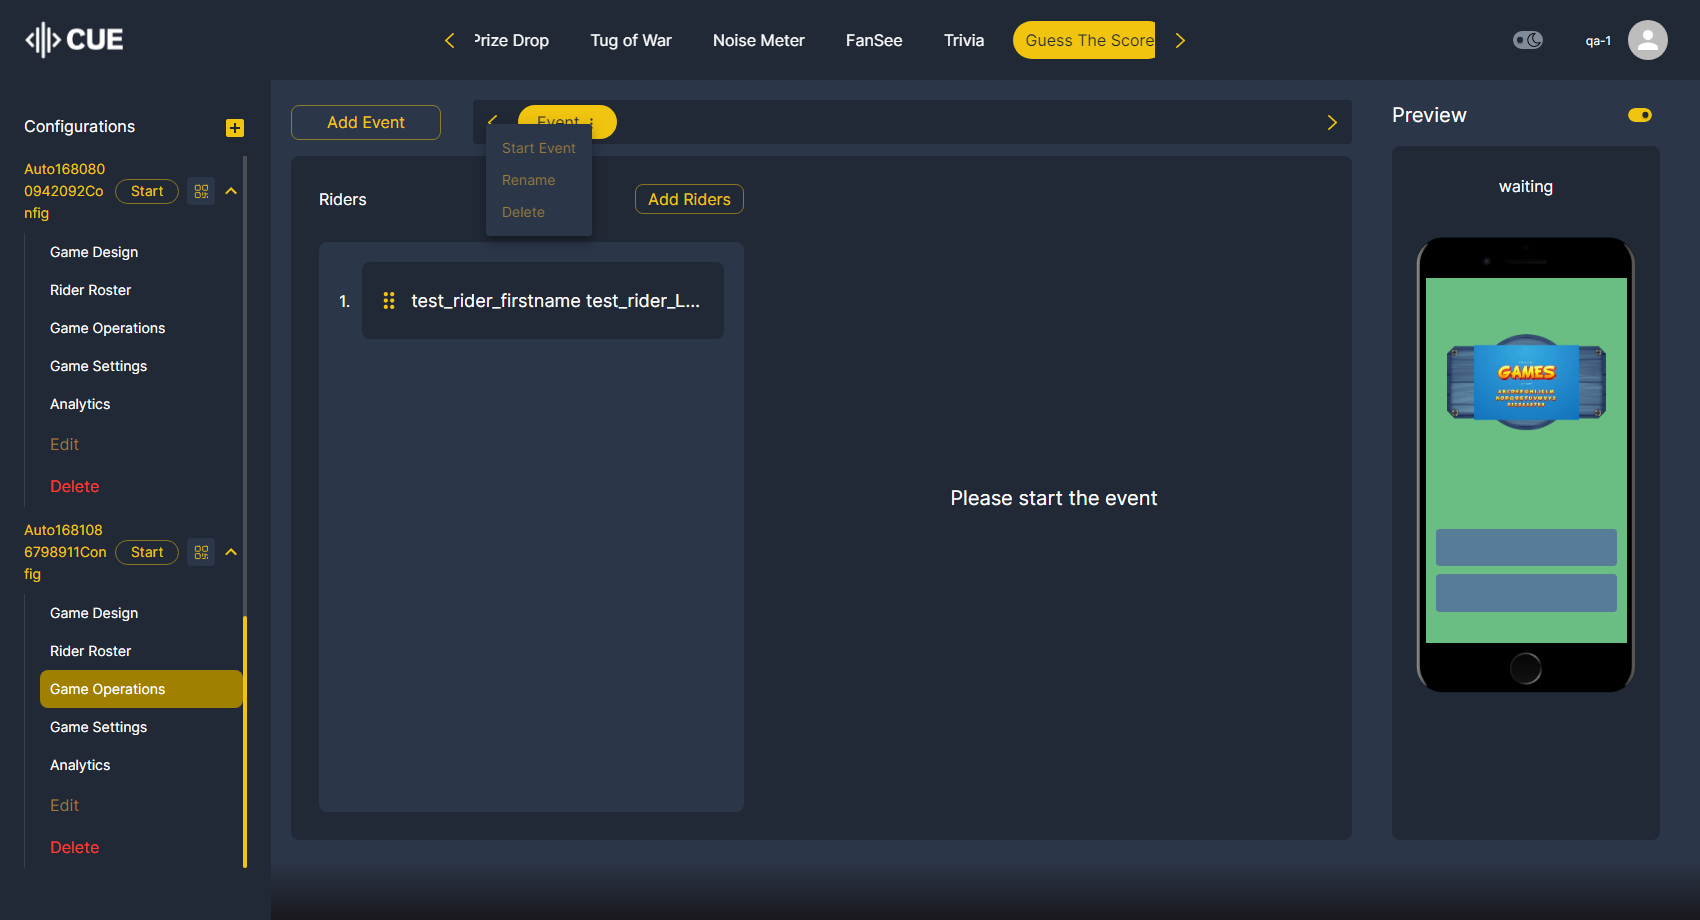 CUE
Prize Drop
Tug of War
Noise Meter
FanSee
Trivia
Guess The Score
qa-1
Configurations
Auto168080
0942092Co
nfig
Start
Game Design
Rider Roster
Game Operations
Game Settings
Analytics
Edit
Delete
Auto168108
6798911Con
fig
Start
Game Design
Rider Roster
Game Operations
Game Settings
Analytics
Edit
Delete
Add Event
Event
Start Event
Rename
Delete
Riders
Add Riders
1.
test_rider_firstname test_rider_L...
Please start the event
Preview
waiting
GAMES